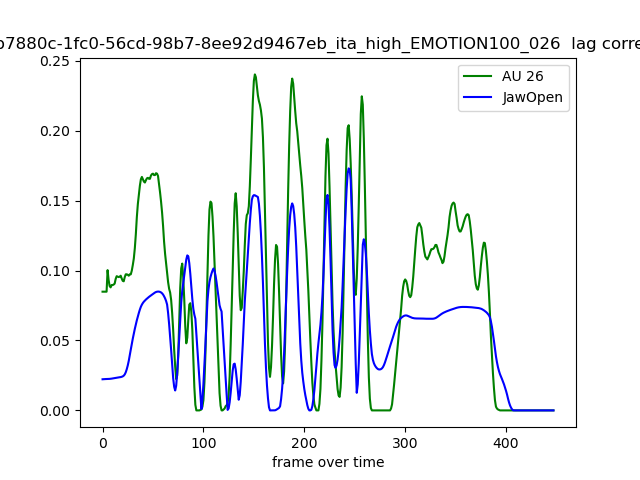 b7880c-1fc0-56cd-98b7-8ee92d9467eb_ita_high_EMOTION100_026 lag corre
0.25
AU 26
JawOpen
0.20
0.15
0.10
0.05
0.00
0 100 200 300 400
frame over time